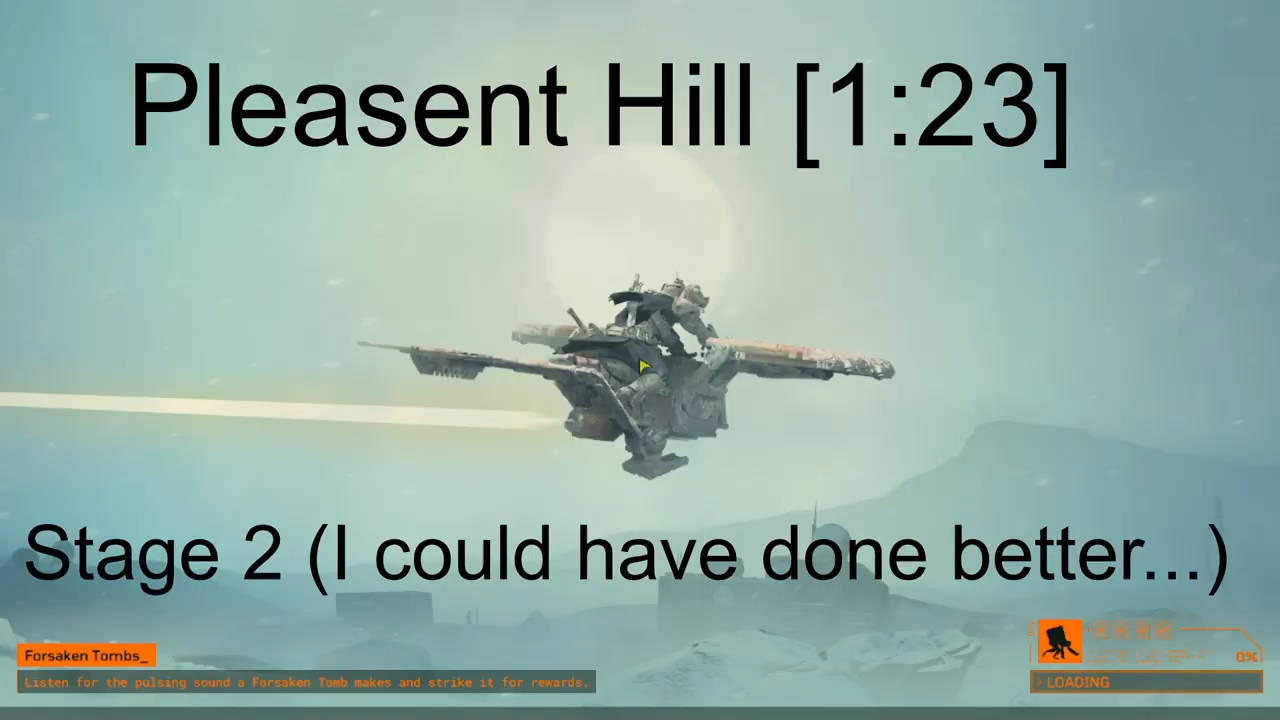 Pleasent Hill [1:23]
Stage 2 (I could have done better...)
Forsaken Tombs_
Listen for the pulsing sound a Forsaken Tomb makes and strike it for rewards.
0%
> LOADING